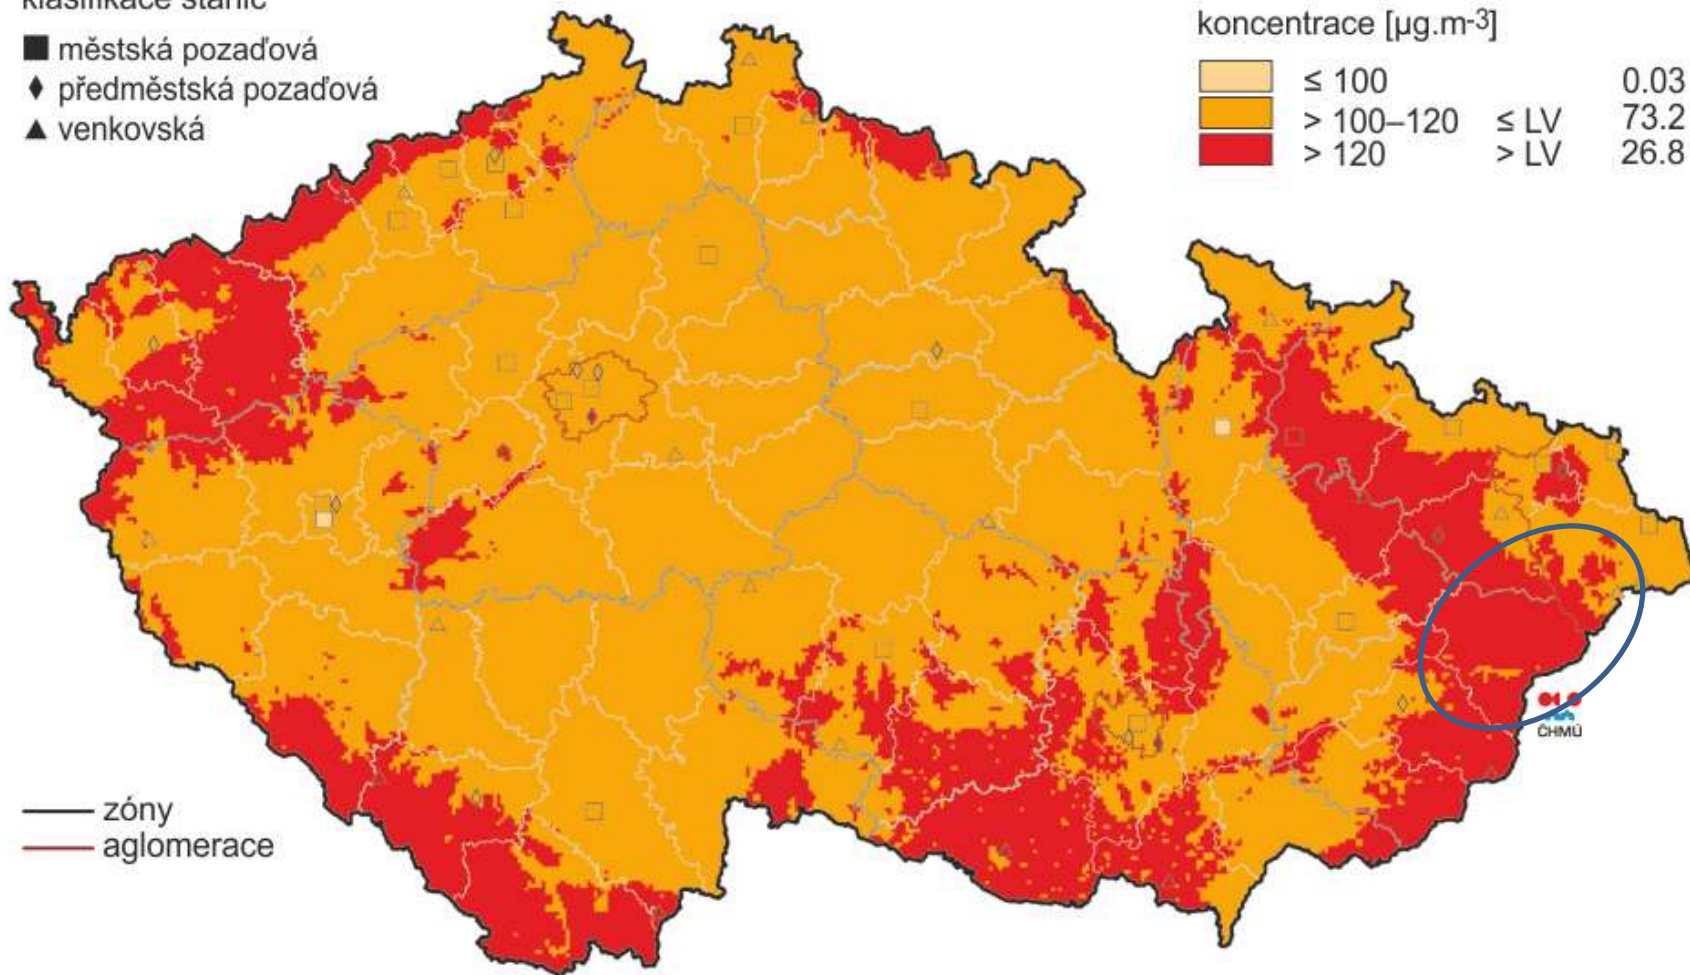 klasifikace stanic
■ městská pozaďová
♦ předměstská pozaďová
▲ venkovská
koncentrace [µg.m-3]
≤ 100 0.03
> 100–120 ≤ LV 73.2
> 120 > LV 26.8
ČHMÚ
zóny
aglomerace